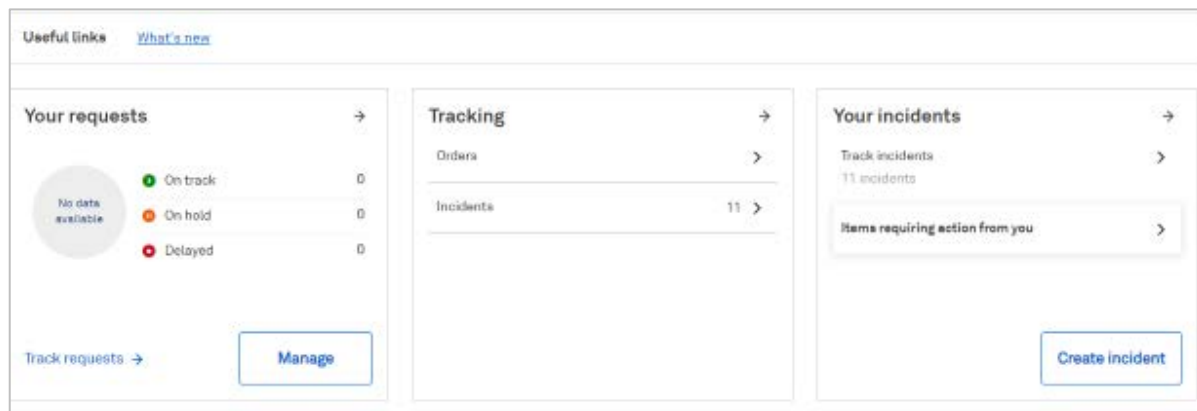 Useful links What's new
Your requests
No data
available
On track 0
On hold 0
Delayed 0
Track requests
Manage
Tracking
Orders
Incidents 11
Your incidents
Track incidents
11 incidents
Items requiring action from you
Create incident